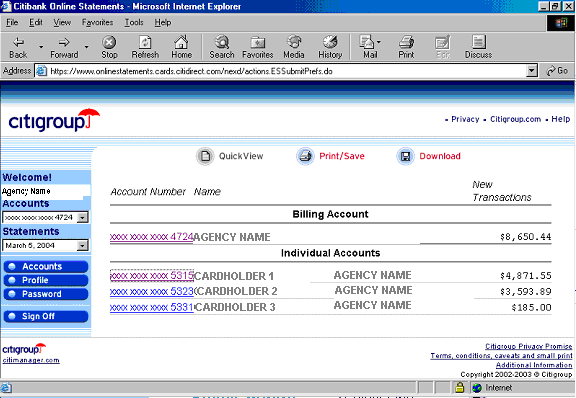 Citibank Online Statements - Microsoft Internet Explorer
File Edit View Favorites Tools Help
Back Forward Stop Refresh Home Search Favorites Media History Mail Print Edit Discuss
Address https://www.onlinestatements.cards.citidirect.com/nexd/actions.ESSubmitPrefs.do Go
citigroup
Privacy Citigroup.com Help
QuickView Print/Save Download
Welcome!
Agency Name
Accounts
xxxx xxxx xxxx 4724
Statements
March 5, 2004
Accounts
Profile
Password
Sign Off
Account Number Name New Transactions
Billing Account
xxxx xxxx xxxx 4724 AGENCY NAME $8,650.44
Individual Accounts
xxxx xxxx xxxx 5315 CARDHOLDER 1 AGENCY NAME $4,871.55
xxxx xxxx xxxx 5323 CARDHOLDER 2 AGENCY NAME $3,593.89
xxxx xxxx xxxx 5331 CARDHOLDER 3 AGENCY NAME $185.00
citigroup
citimanager.com
Citigroup Privacy Promise
Terms, conditions, caveats and small print
Additional Information
Copyright 2002-2003 © Citigroup
Internet